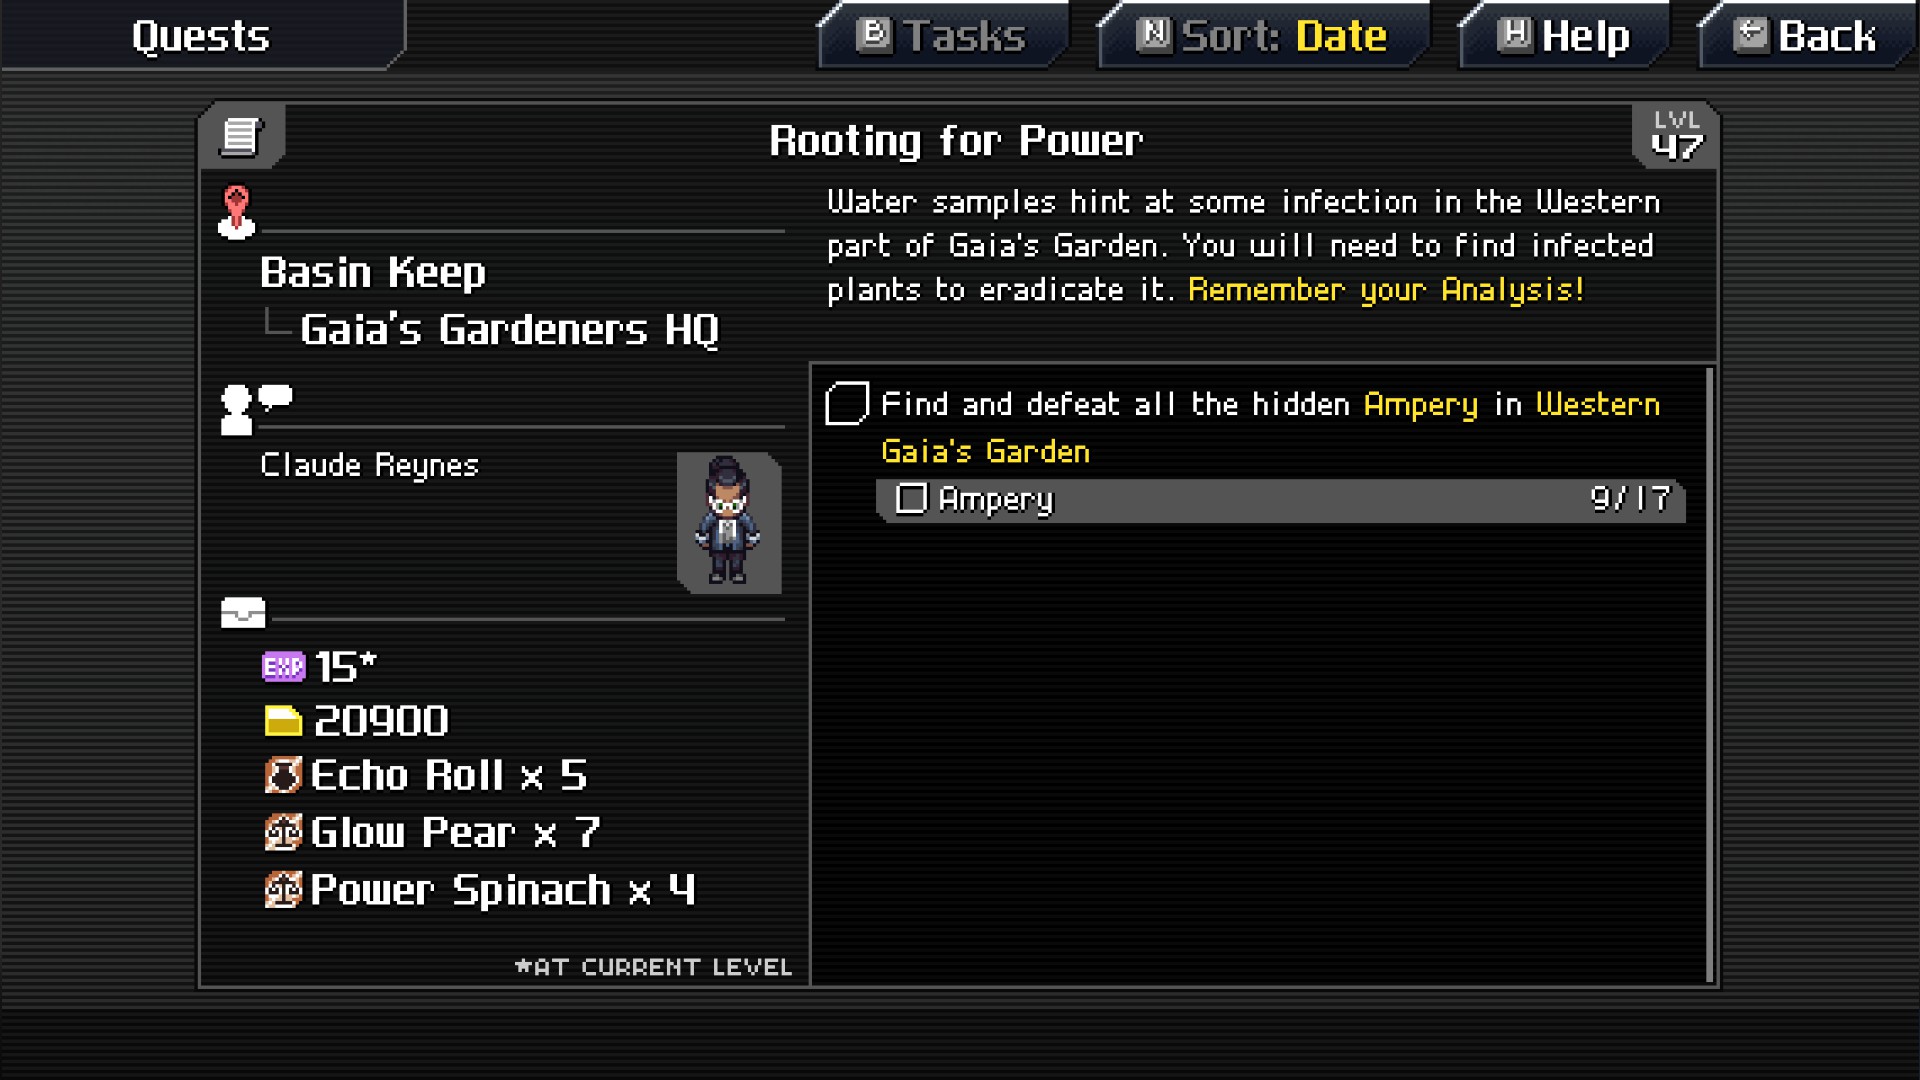 Quests
B Tasks
N Sort: Date
H Help
Back
Rooting for Power
LVL
47
Basin Keep
Gaia's Gardeners HQ
Claude Reynes
EXP 15*
20900
Echo Roll x 5
Glow Pear x 7
Power Spinach x 4
*AT CURRENT LEVEL
Water samples hint at some infection in the Western
part of Gaia's Garden. You will need to find infected
plants to eradicate it. Remember your Analysis!
Find and defeat all the hidden Ampery in Western
Gaia's Garden
Ampery 9/17